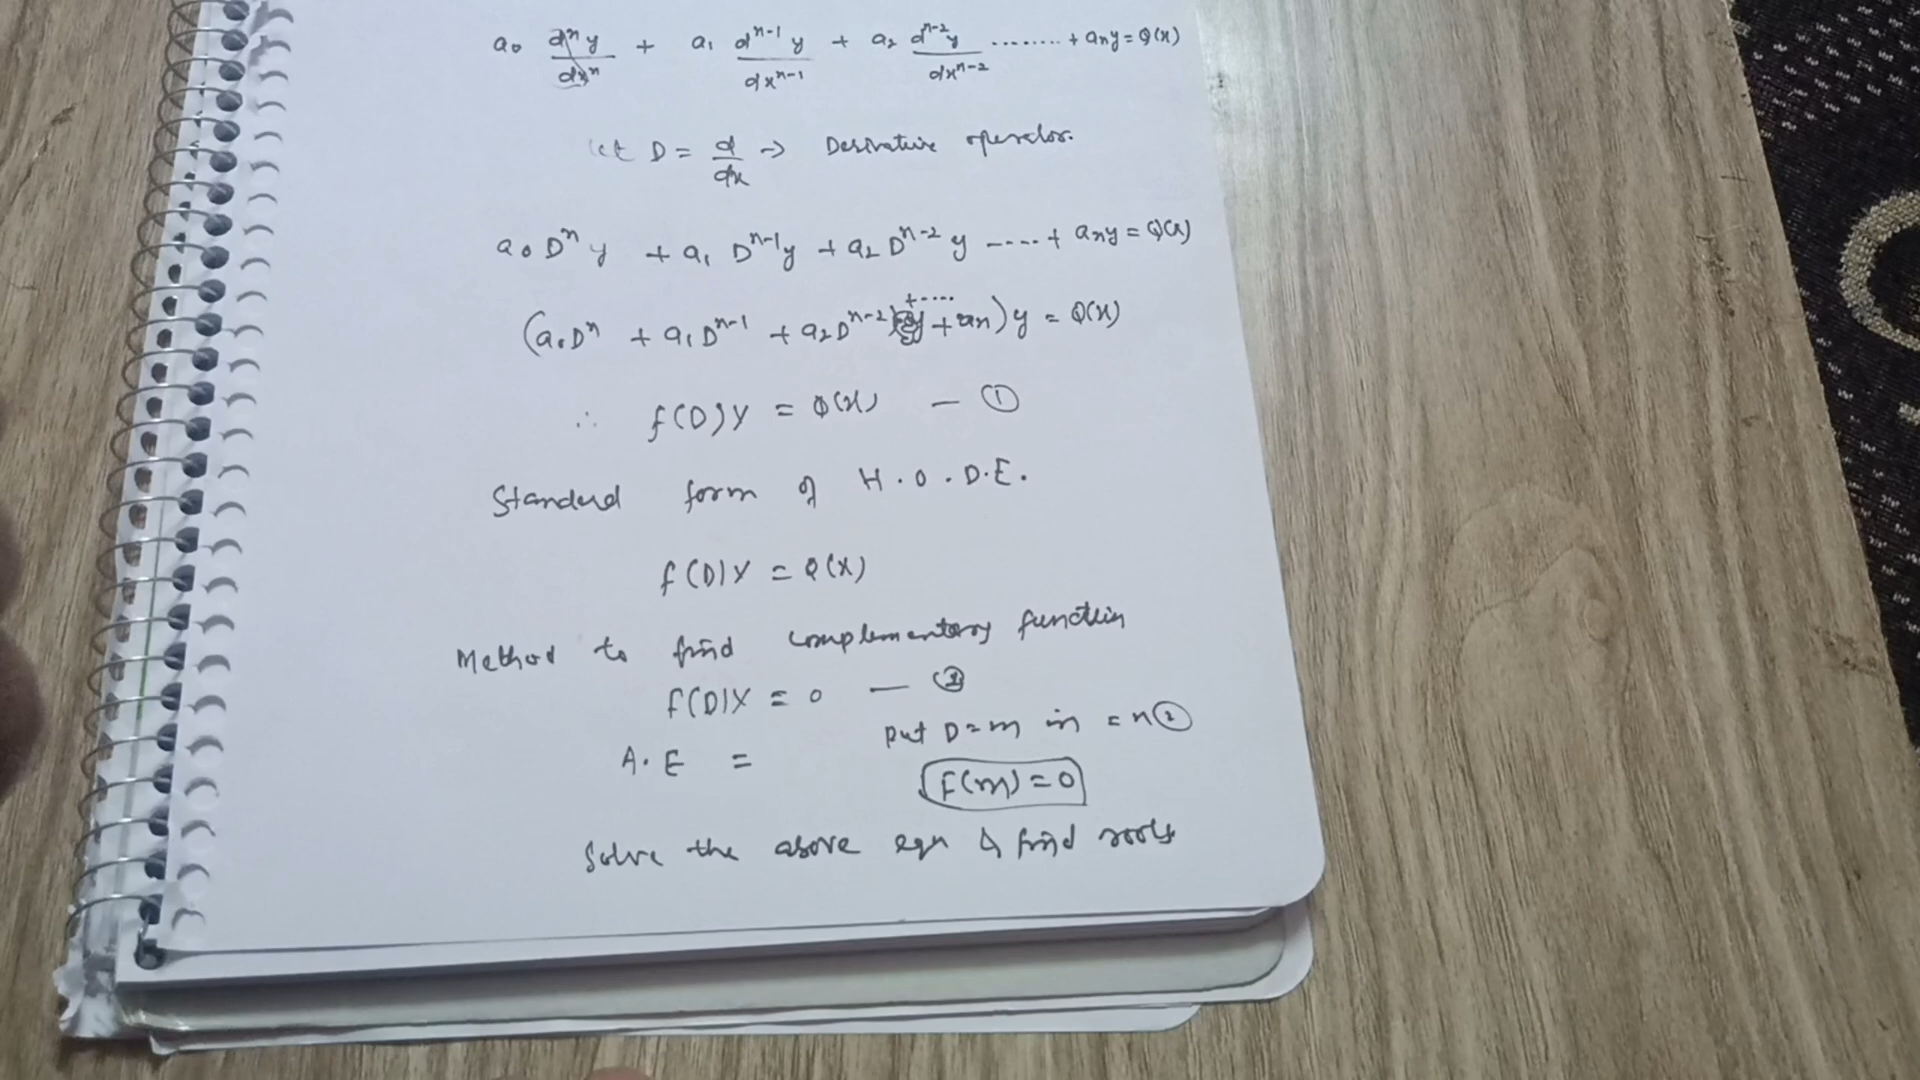 a₀ dⁿy/dxⁿ + a₁ dⁿ⁻¹y/dxⁿ⁻¹ + a₂ dⁿ⁻²y/dxⁿ⁻² ........ + aₙy = Q(x)
let D = d/dx → Derivative operator.
a₀Dⁿy + a₁Dⁿ⁻¹y + a₂Dⁿ⁻²y ----- + aₙy = Q(x)
(a₀Dⁿ + a₁Dⁿ⁻¹ + a₂Dⁿ⁻² +.... + aₙ)y = Q(x)
∴ f(D)y = Q(x) — ①
Standard form of H.O.D.E.
f(D)y = Q(x)
Method to find complementary function
f(D)y = 0 — ②
A.E = put D=m in =n②
f(m) = 0
Solve the above eqn & find roots